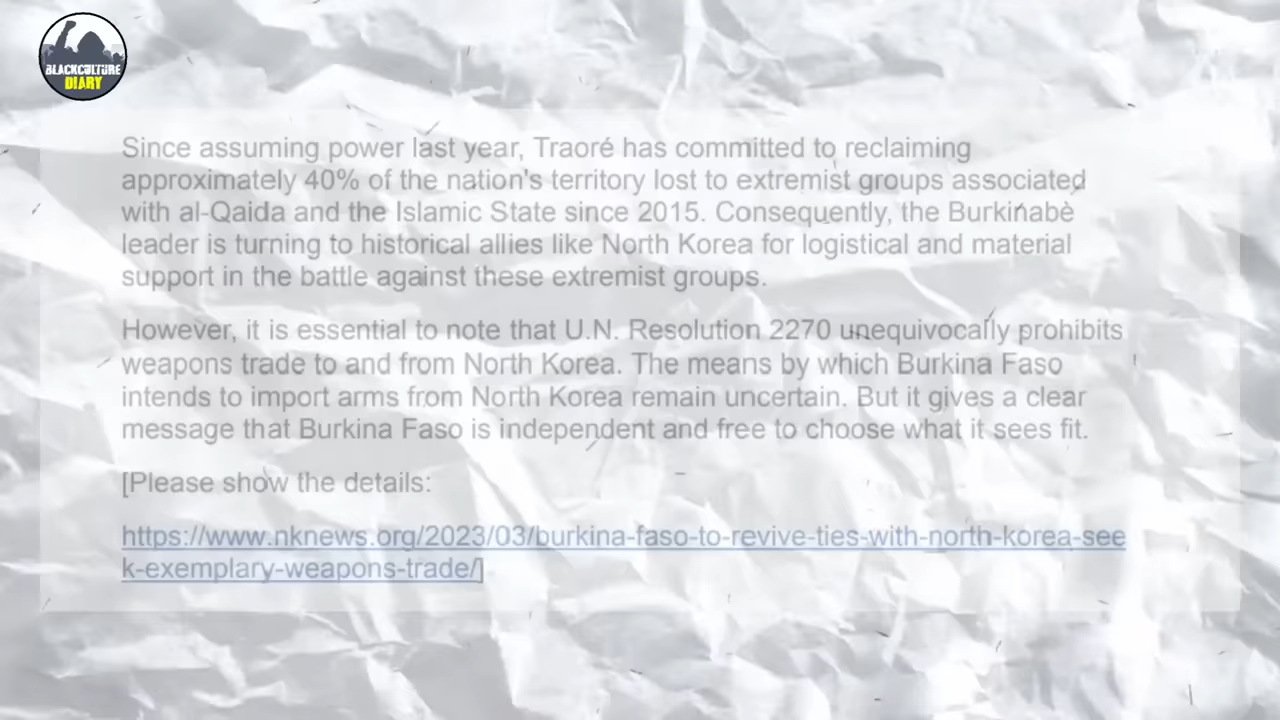 BLACKCULTURE
DIARY
Since assuming power last year, Traoré has committed to reclaiming
approximately 40% of the nation's territory lost to extremist groups associated
with al-Qaida and the Islamic State since 2015. Consequently, the Burkinabè
leader is turning to historical allies like North Korea for logistical and material
support in the battle against these extremist groups.
However, it is essential to note that U.N. Resolution 2270 unequivocally prohibits
weapons trade to and from North Korea. The means by which Burkina Faso
intends to import arms from North Korea remain uncertain. But it gives a clear
message that Burkina Faso is independent and free to choose what it sees fit.
[Please show the details:
https://www.nknews.org/2023/03/burkina-faso-to-revive-ties-with-north-korea-see
k-exemplary-weapons-trade/]